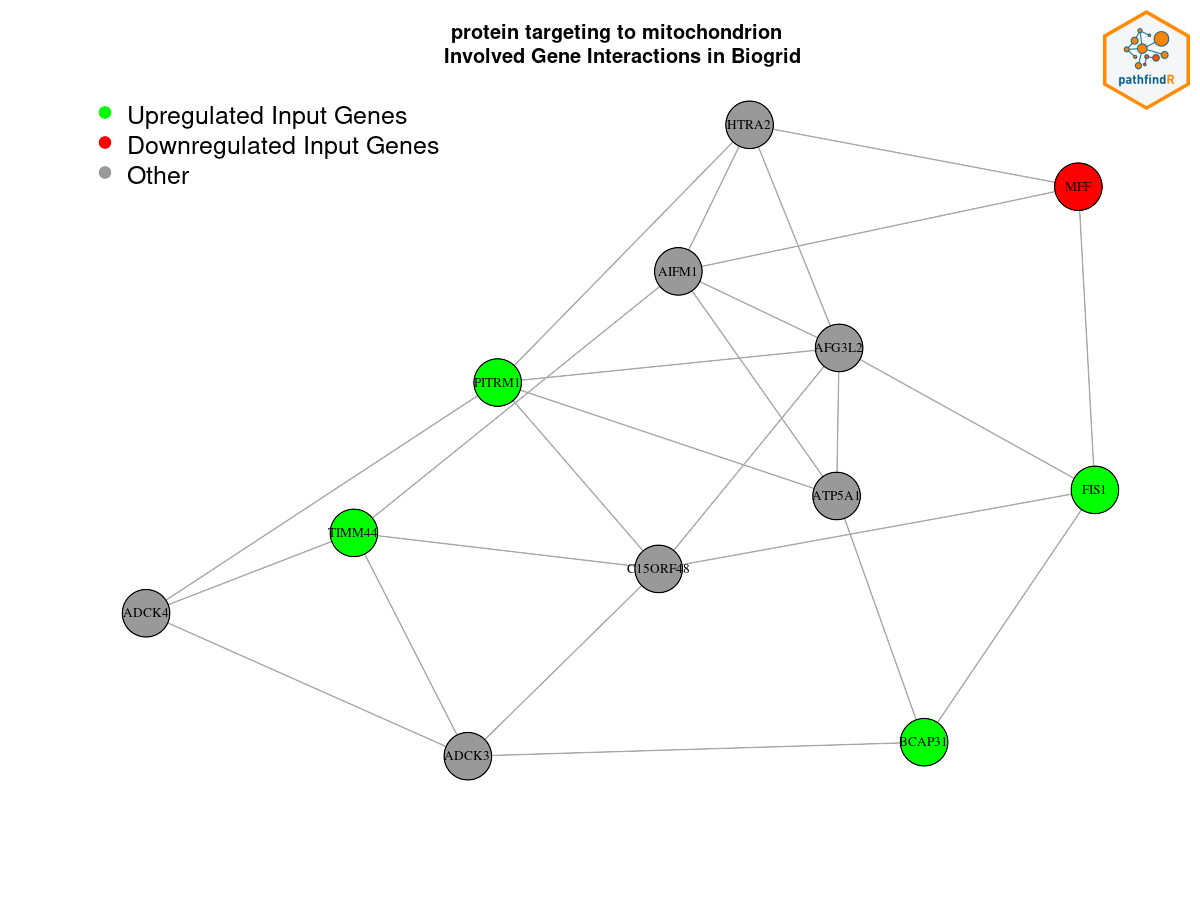 protein targeting to mitochondrion
Involved Gene Interactions in Biogrid
pathfindR
Upregulated Input Genes
Downregulated Input Genes
Other
HTRA2
MFF
AIFM1
AFG3L2
PITRM1
FIS1
ATP5A1
TIMM44
C15ORF48
ADCK4
BCAP31
ADCK3